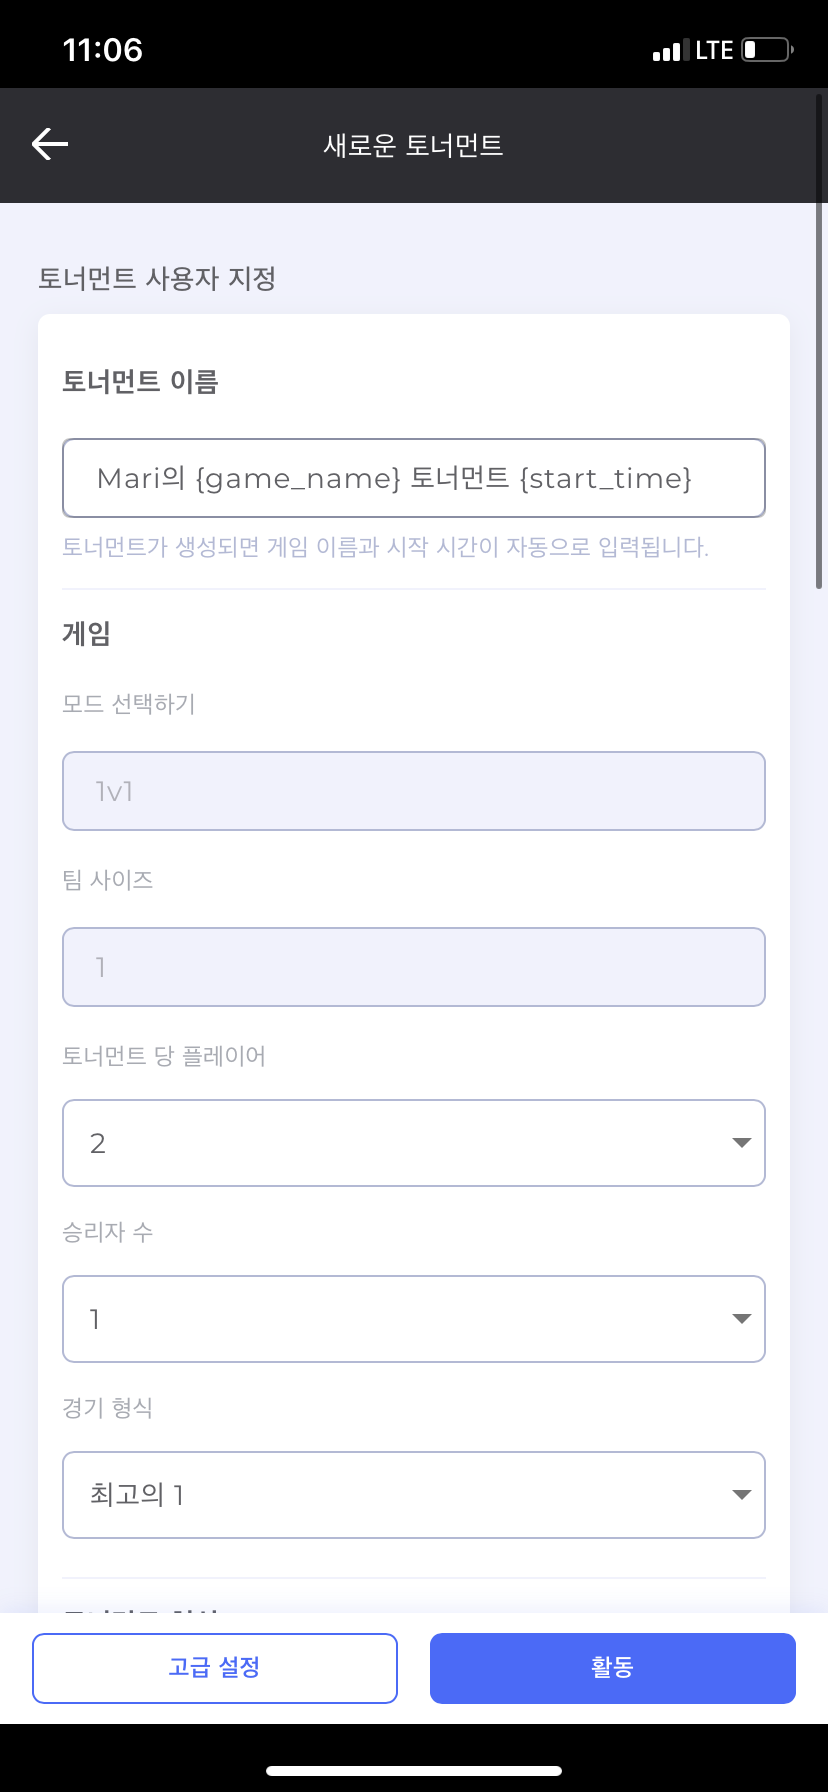 11:06
LTE
새로운 토너먼트
토너먼트 사용자 지정
토너먼트 이름
Mari의 {game_name} 토너먼트 {start_time}
토너먼트가 생성되면 게임 이름과 시작 시간이 자동으로 입력됩니다.
게임
모드 선택하기
1v1
팀 사이즈
1
토너먼트 당 플레이어
2
승리자 수
1
경기 형식
최고의 1
고급 설정
활동